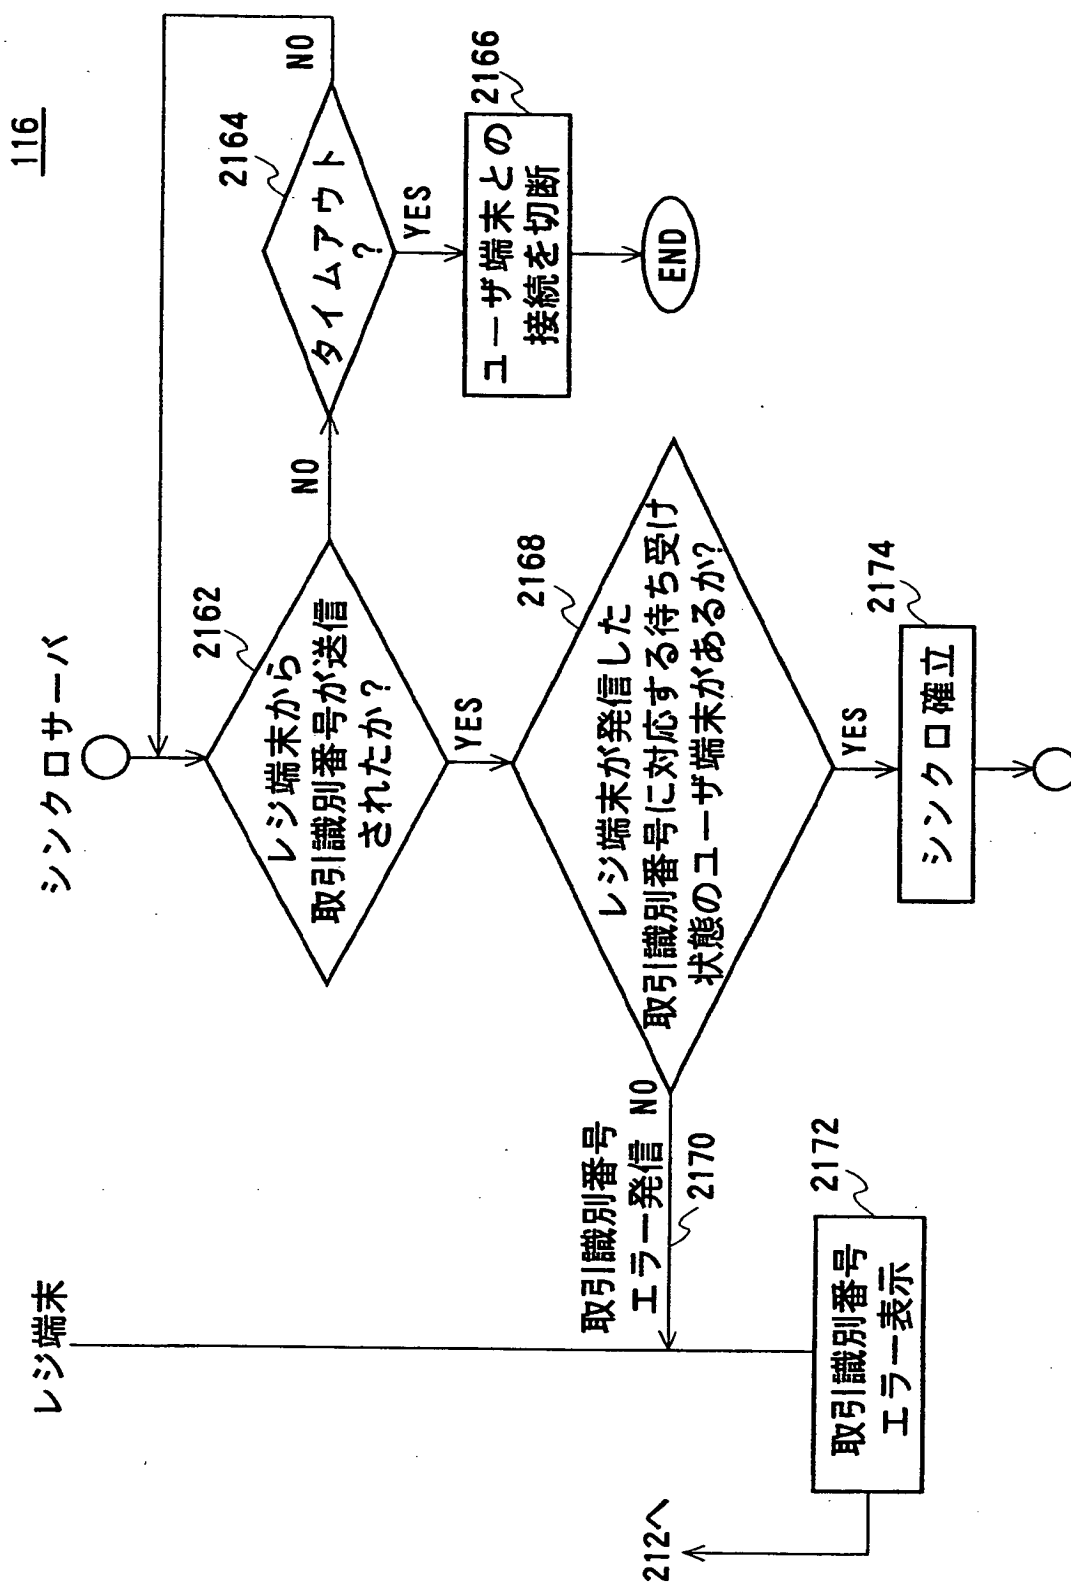 116
レジ端末
シンクロサーバ
レジ端末から
取引識別番号が送信
されたか?
2162
NO
タイムアウト
?
2164
NO
YES
ユーザ端末との
接続を切断
2166
END
YES
レジ端末が発信した
取引識別番号に対応する待ち受け
状態のユーザ端末があるか?
2168
NO
取引識別番号
エラー発信
2170
取引識別番号
エラー表示
2172
212へ
YES
シンクロ確立
2174